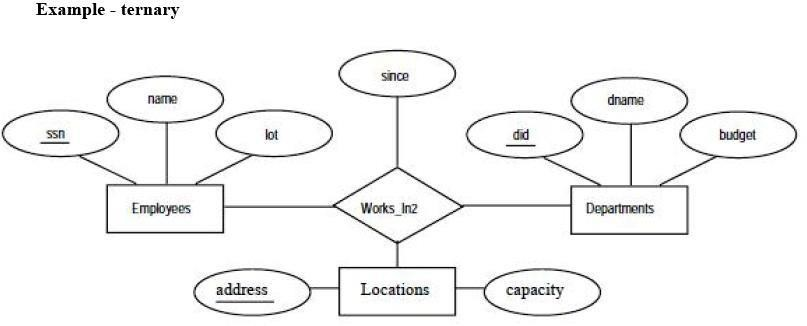 Example - ternary
since
name
dname
ssn
lot
did
budget
Employees
Works_In2
Departments
address
Locations
capacity